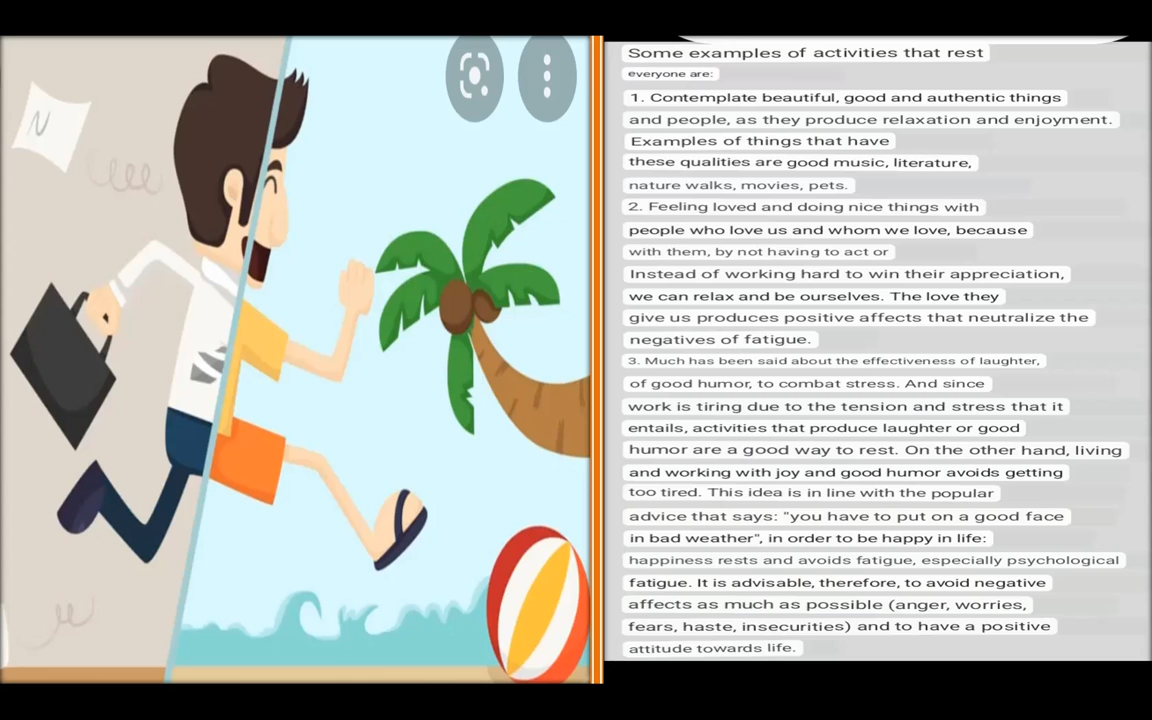 N
Some examples of activities that rest
everyone are:
1. Contemplate beautiful, good and authentic things
and people, as they produce relaxation and enjoyment.
Examples of things that have
these qualities are good music, literature,
nature walks, movies, pets.
2. Feeling loved and doing nice things with
people who love us and whom we love, because
with them, by not having to act or
Instead of working hard to win their appreciation,
we can relax and be ourselves. The love they
give us produces positive affects that neutralize the
negatives of fatigue.
3. Much has been said about the effectiveness of laughter,
of good humor, to combat stress. And since
work is tiring due to the tension and stress that it
entails, activities that produce laughter or good
humor are a good way to rest. On the other hand, living
and working with joy and good humor avoids getting
too tired. This idea is in line with the popular
advice that says: "you have to put on a good face
in bad weather", in order to be happy in life:
happiness rests and avoids fatigue, especially psychological
fatigue. It is advisable, therefore, to avoid negative
affects as much as possible (anger, worries,
fears, haste, insecurities) and to have a positive
attitude towards life.